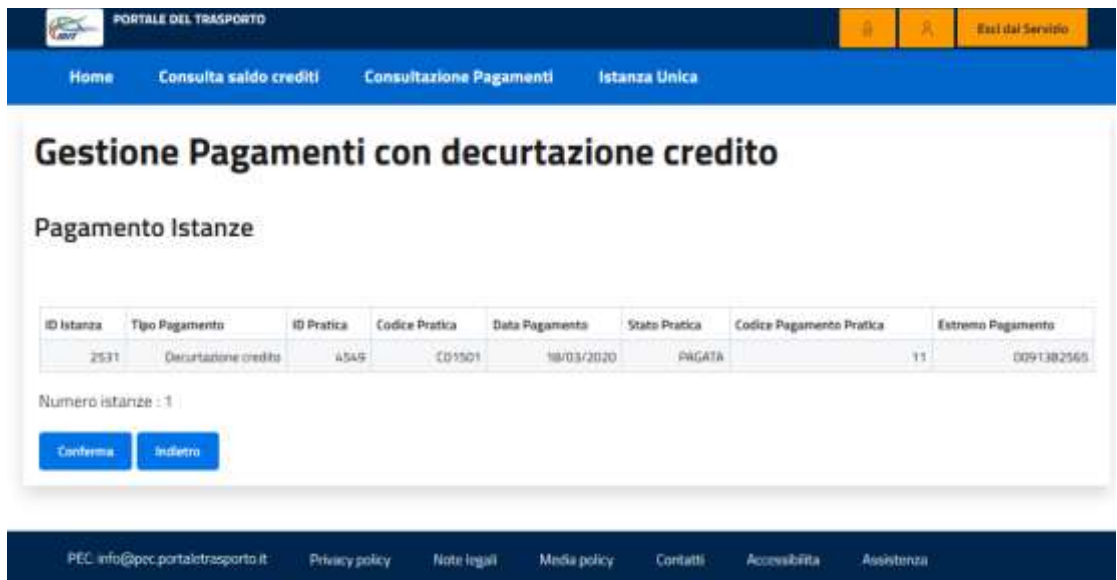 PORTALE DEL TRASPORTO
Esci dal Servizio
Home Consulta saldo crediti Consultazione Pagamenti Istanza Unica
Gestione Pagamenti con decurtazione credito
Pagamento Istanze
ID Istanza Tipo Pagamento ID Pratica Codice Pratica Data Pagamento Stato Pratica Codice Pagamento Pratica Estremo Pagamento
2531 Decurtazione credito 4549 C01501 18/03/2020 PAGATA 11 0091382565
Numero istanze : 1
Conferma Indietro
PEC: info@pec.portaletrasporto.it Privacy policy Note legali Media policy Contatti Accessibilita Assistenza